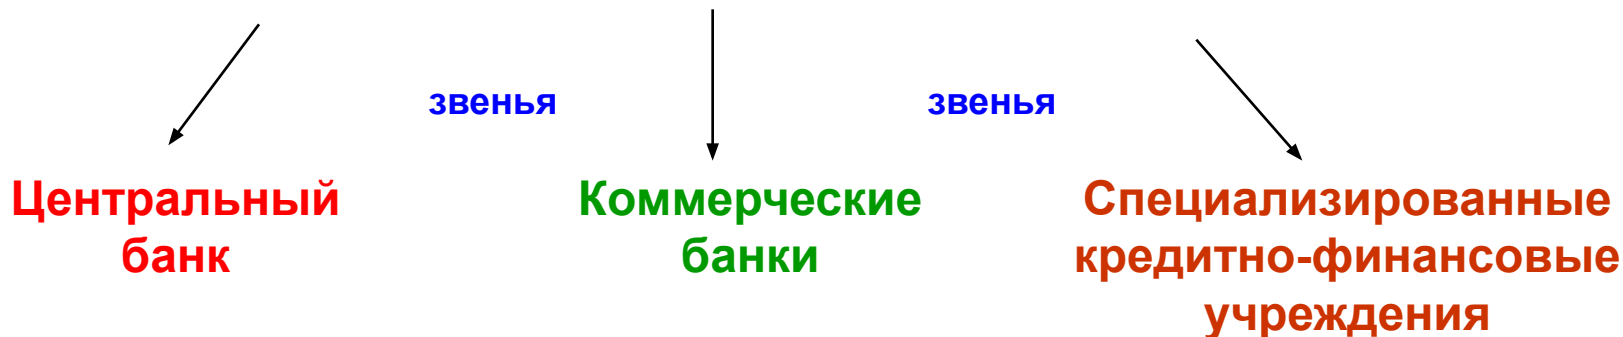 звенья
звенья
Центральный
банк
Коммерческие
банки
Специализированные
кредитно-финансовые
учреждения